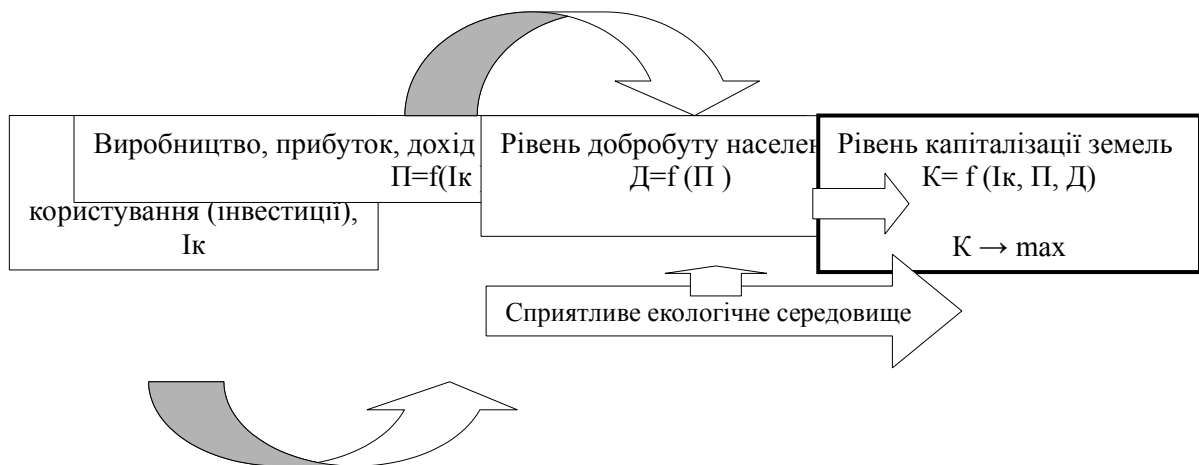 Виробництво, прибуток, дохід
П=f(Ік
користування (інвестиції),
Ік
Рівень добробуту населен
Д=f (П )
Рівень капіталізації земель
К= f (Ік, П, Д)
К → max
Сприятливе екологічне середовище